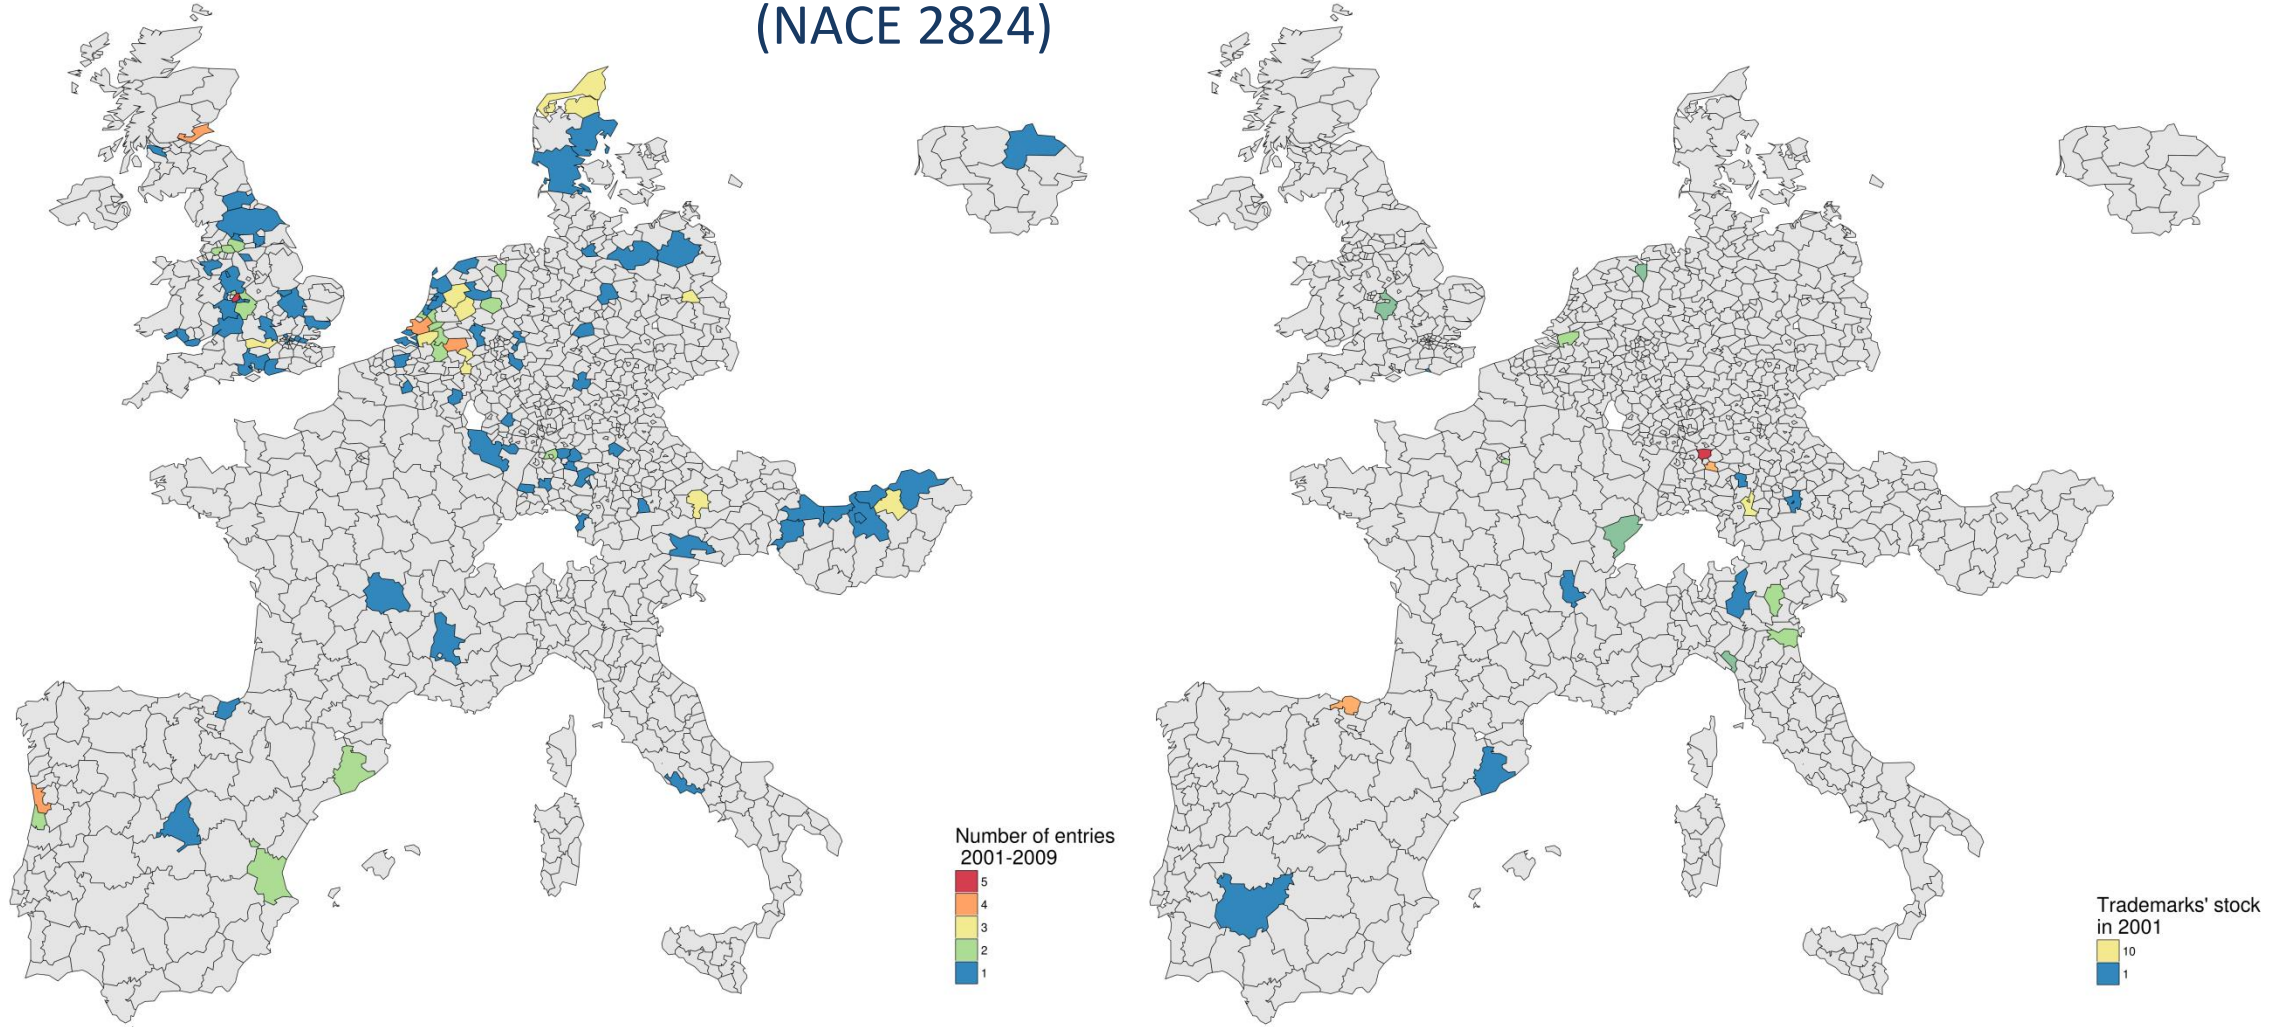 (NACE 2824)
Number of entries
2001-2009
5
4
3
2
1
Trademarks' stock
in 2001
10
1